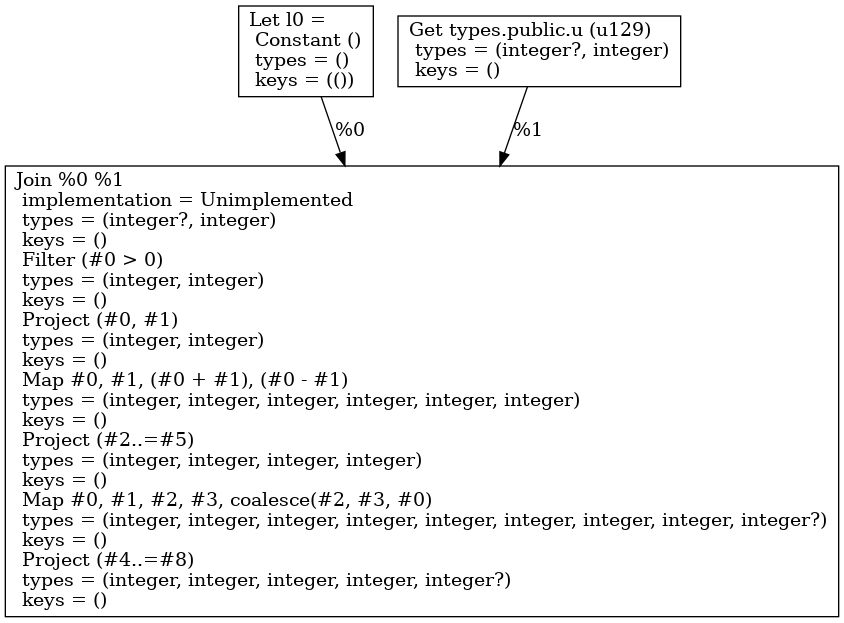 Let l0 =
Constant ()
types = ()
keys = (())
Get types.public.u (u129)
types = (integer?, integer)
keys = ()
%0
%1
Join %0 %1
implementation = Unimplemented
types = (integer?, integer)
keys = ()
Filter (#0 > 0)
types = (integer, integer)
keys = ()
Project (#0, #1)
types = (integer, integer)
keys = ()
Map #0, #1, (#0 + #1), (#0 - #1)
types = (integer, integer, integer, integer, integer, integer)
keys = ()
Project (#2..=#5)
types = (integer, integer, integer, integer)
keys = ()
Map #0, #1, #2, #3, coalesce(#2, #3, #0)
types = (integer, integer, integer, integer, integer, integer, integer, integer, integer?)
keys = ()
Project (#4..=#8)
types = (integer, integer, integer, integer, integer?)
keys = ()